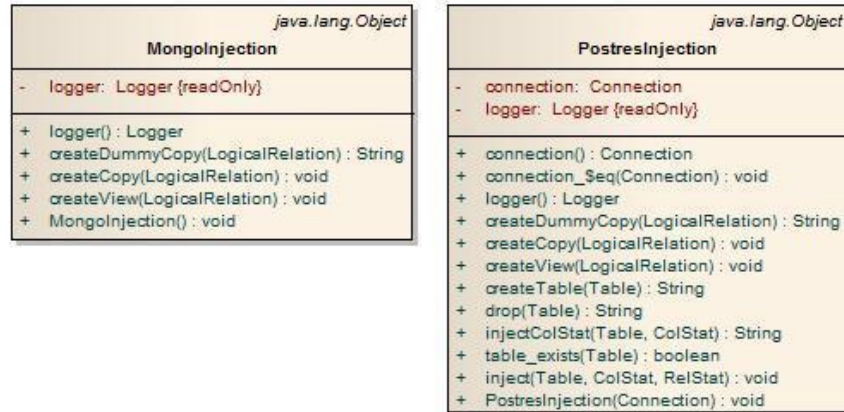 java.lang.Object
MongoInjection
- logger: Logger {readOnly}
+ logger() : Logger
+ createDummyCopy(LogicalRelation) : String
+ createCopy(LogicalRelation) : void
+ createView(LogicalRelation) : void
+ MongoInjection() : void
java.lang.Object
PostresInjection
- connection: Connection
- logger: Logger {readOnly}
+ connection() : Connection
+ connection_$eq(Connection) : void
+ logger() : Logger
+ createDummyCopy(LogicalRelation) : String
+ createCopy(LogicalRelation) : void
+ createView(LogicalRelation) : void
+ createTable(Table) : String
+ drop(Table) : String
+ injectColStat(Table, ColStat) : String
+ table_exists(Table) : boolean
+ inject(Table, ColStat, RelStat) : void
+ PostresInjection(Connection) : void